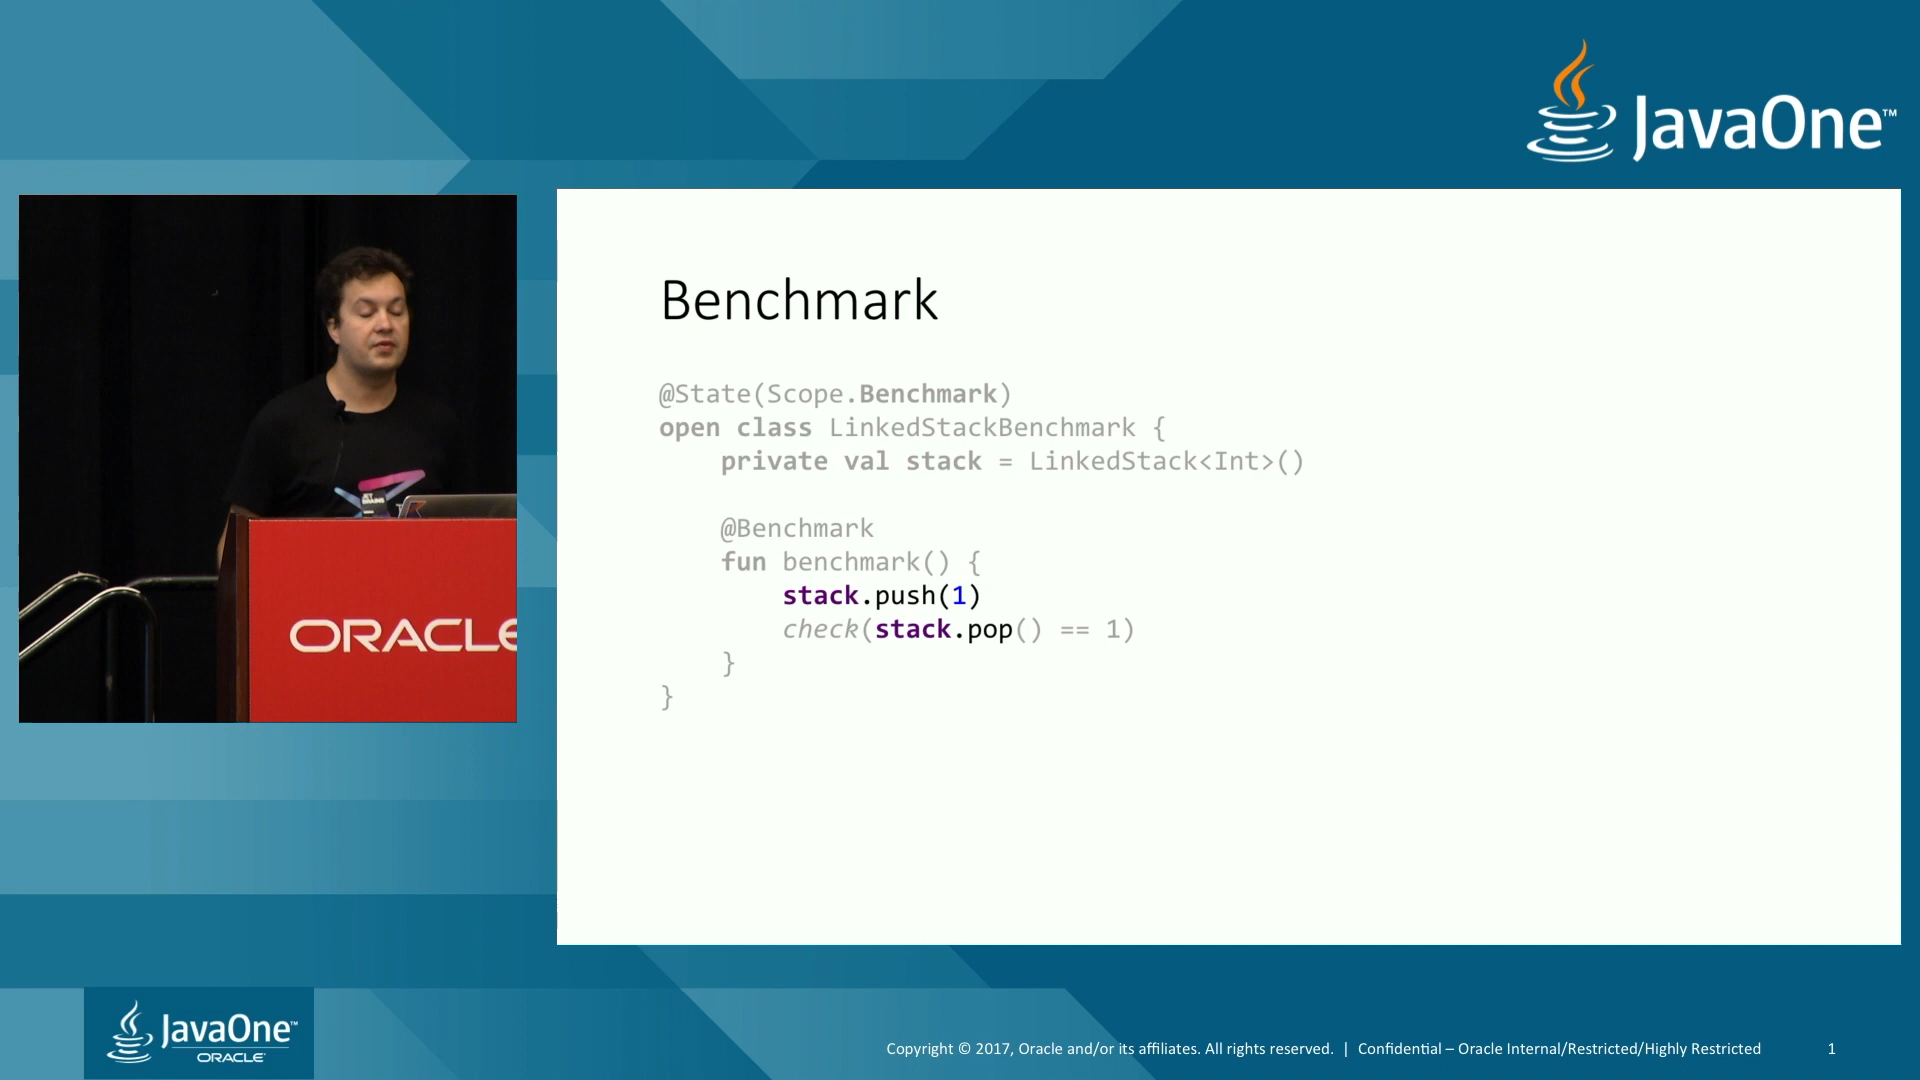 JavaOne™
Benchmark
@State(Scope.Benchmark)
open class LinkedStackBenchmark {
private val stack = LinkedStack<Int>()
@Benchmark
fun benchmark() {
stack.push(1)
check(stack.pop() == 1)
}
}
JET
BRAINS
ORACLE
JavaOne™
ORACLE
Copyright © 2017, Oracle and/or its affiliates. All rights reserved. | Confidential – Oracle Internal/Restricted/Highly Restricted 1